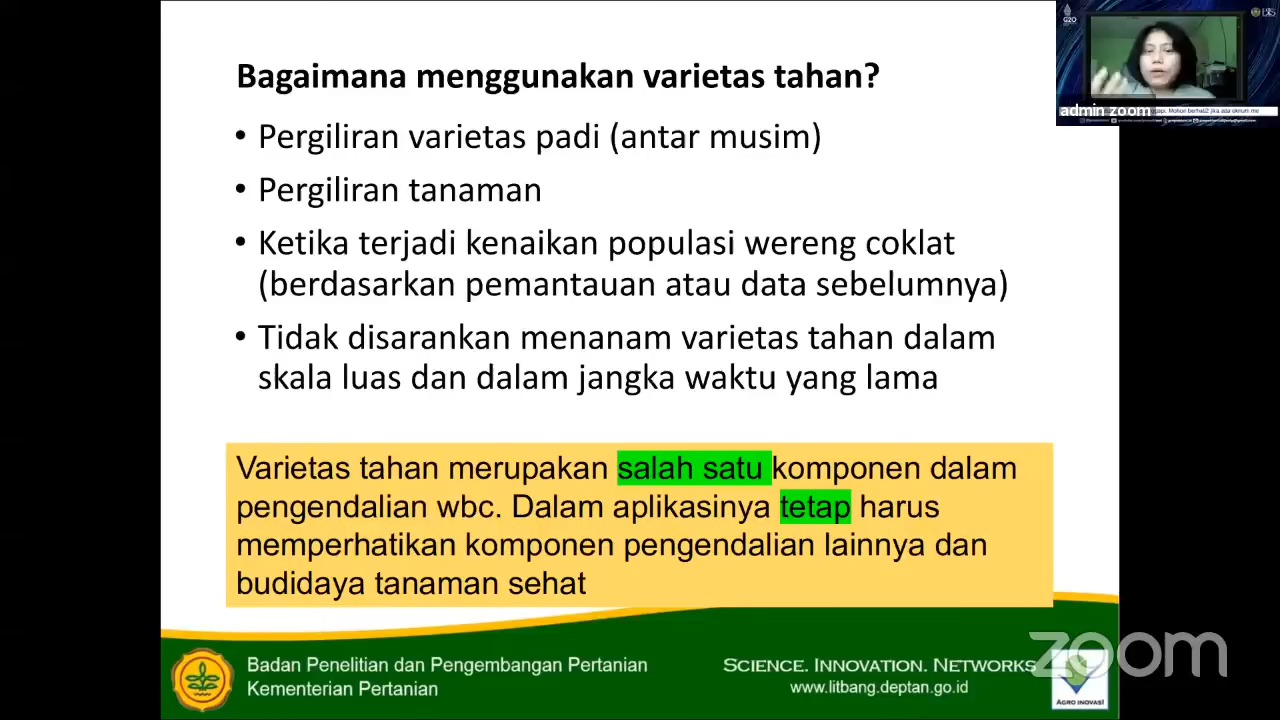 Bagaimana menggunakan varietas tahan?
• Pergiliran varietas padi (antar musim)
• Pergiliran tanaman
• Ketika terjadi kenaikan populasi wereng coklat
(berdasarkan pemantauan atau data sebelumnya)
• Tidak disarankan menanam varietas tahan dalam
skala luas dan dalam jangka waktu yang lama
Varietas tahan merupakan salah satu komponen dalam
pengendalian wbc. Dalam aplikasinya tetap harus
memperhatikan komponen pengendalian lainnya dan
budidaya tanaman sehat
Badan Penelitian dan Pengembangan Pertanian
Kementerian Pertanian
SCIENCE. INNOVATION. NETWORKS
www.litbang.deptan.go.id
AGRO INOVASI
zoom
G20
admin zoom